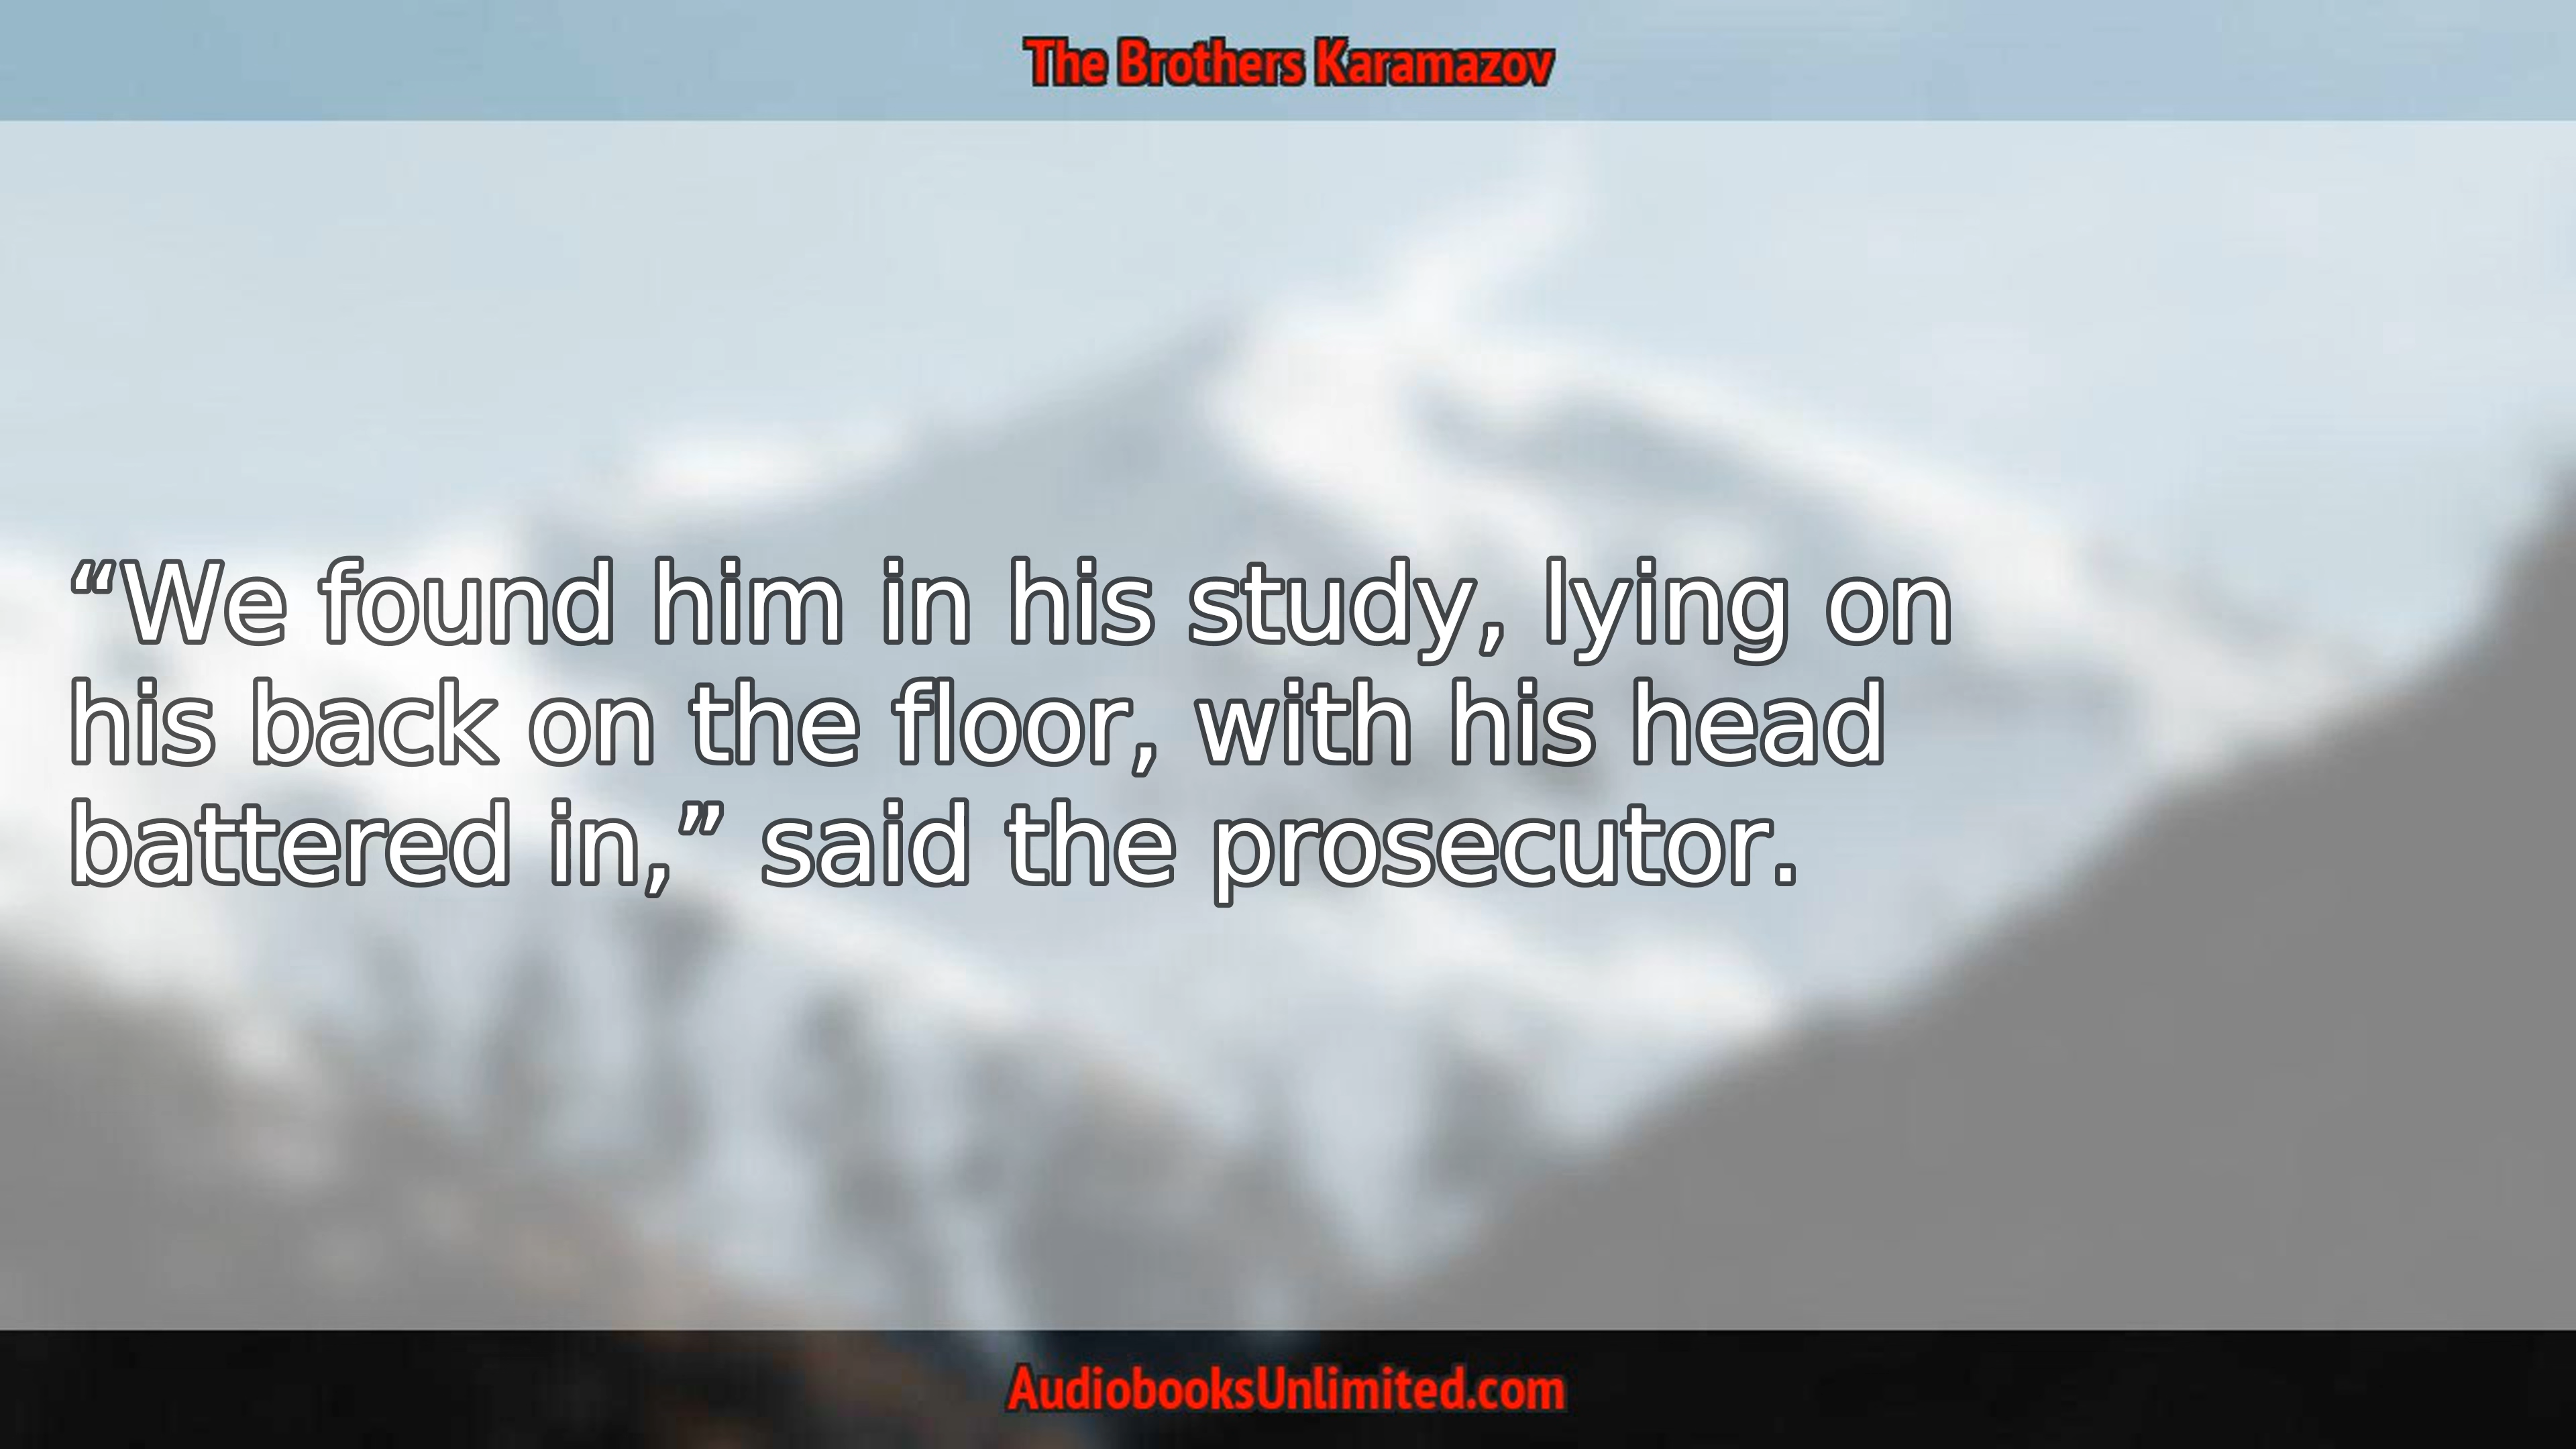 The Brothers Karamazov
“We found him in his study, lying on
his back on the floor, with his head
battered in,” said the prosecutor.
AudiobooksUnlimited.com